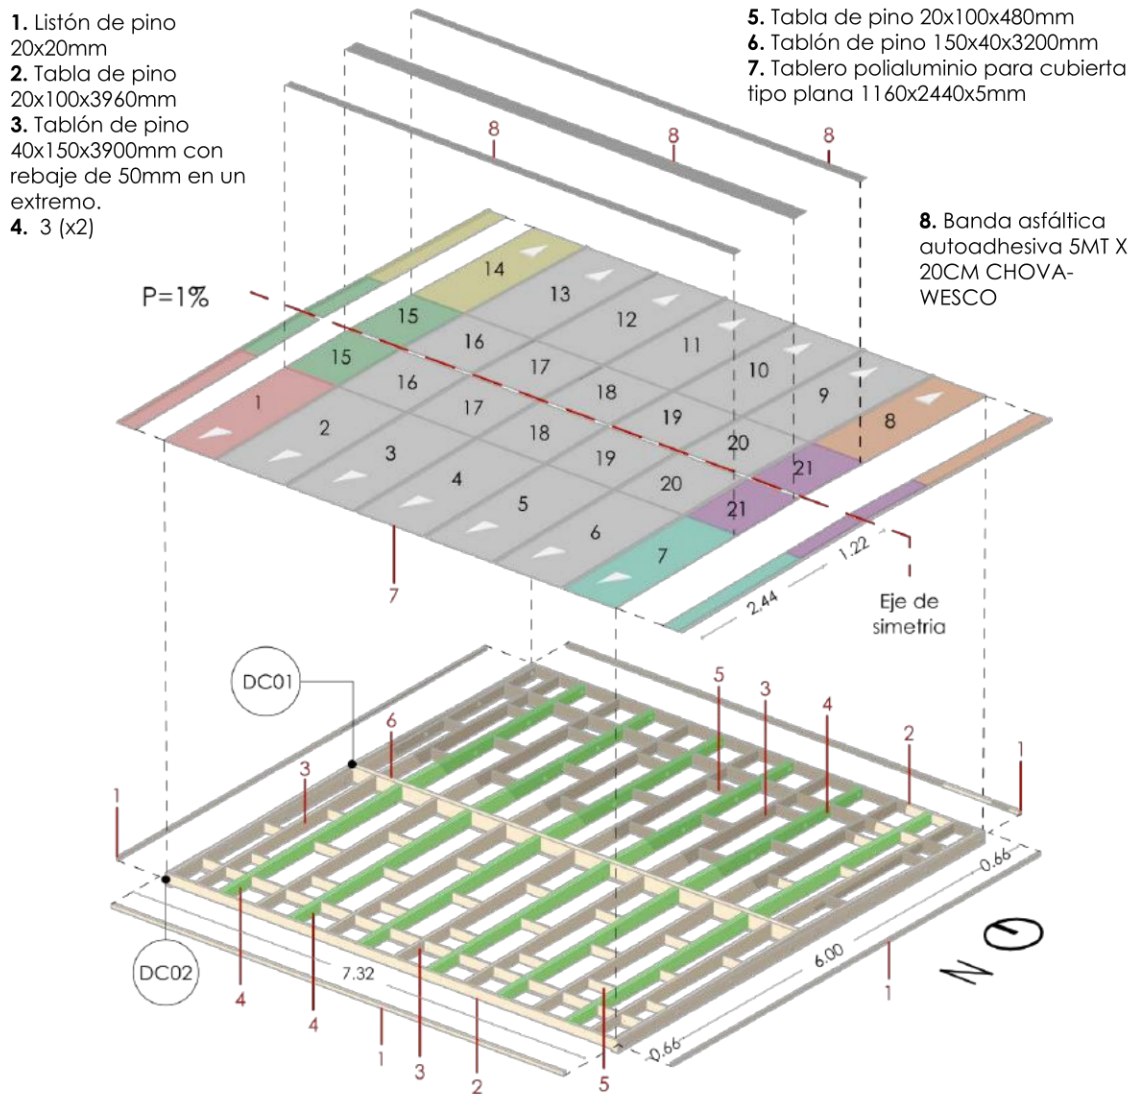 1. Listón de pino
20x20mm
2. Tabla de pino
20x100x3960mm
3. Tablón de pino
40x150x3900mm con
rebaje de 50mm en un
extremo.
4. 3 (x2)
5. Tabla de pino 20x100x480mm
6. Tablón de pino 150x40x3200mm
7. Tablero polialuminio para cubierta
tipo plana 1160x2440x5mm
8. Banda asfáltica
autoadhesiva 5MT X
20CM CHOVA-
WESCO
8
8
8
P=1%
14
13
12
11
10
9
8
15
16
17
18
19
20
21
15
16
17
18
19
20
21
1
2
3
4
5
6
7
7
1.22
2.44
Eje de
simetria
DC01
6
5
3
4
2
1
3
1
0.66
6.00
0.66
7.32
DC02
4
4
1
3
2
5
1
N